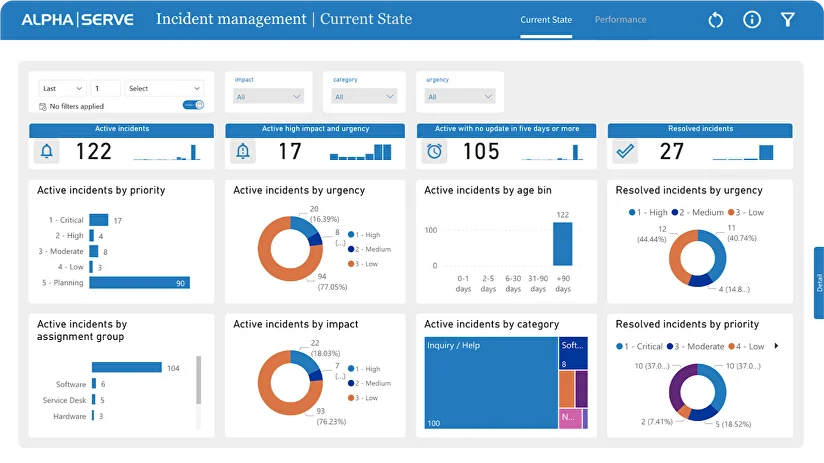 ALPHA|SERVE
Incident management | Current State
Current State
Performance
Last
1
Select
No filters applied
impact
All
category
All
urgency
All
Active incidents
122
Active high impact and urgency
17
Active with no update in five days or more
105
Resolved incidents
27
Active incidents by priority
1 - Critical 17
2 - High 4
3 - Moderate 8
4 - Low 3
5 - Planning 90
Active incidents by urgency
20
(16.39%)
8
(...)
94
(77.05%)
1 - High
2 - Medium
3 - Low
Active incidents by age bin
100
0
122
0-1 days
2-5 days
6-30 days
31-90 days
+90 days
Resolved incidents by urgency
1 - High 2 - Medium 3 - Low
12
(44.44%)
11
(40.74%)
4 (14.8...)
Detail
Active incidents by
assignment group
104
Software 6
Service Desk 5
Hardware 3
Active incidents by impact
22
(18.03%)
7
(...)
93
(76.23%)
1 - High
2 - Medium
3 - Low
Active incidents by category
Inquiry / Help
100
Soft...
8
N...
Resolved incidents by priority
1 - Critical 3 - Moderate 4 - Low
10 (37.0...)
10 (37.0...)
2 (7.41%)
5 (18.52%)